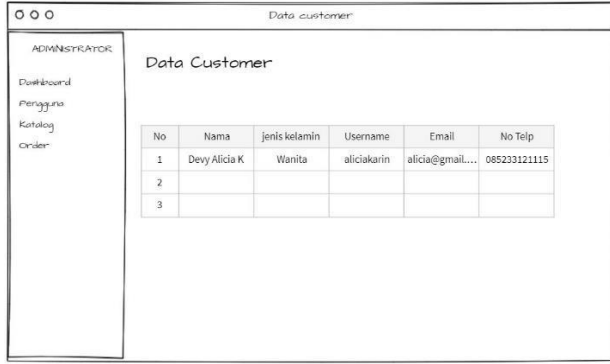 Data customer
ADMINISTRATOR
Dashboard
Pengguna
Katalog
Order
Data Customer
No Nama jenis kelamin Username Email No Telp
1 Devy Alicia K Wanita aliciakarin alicia@gmail.... 085233121115
2
3